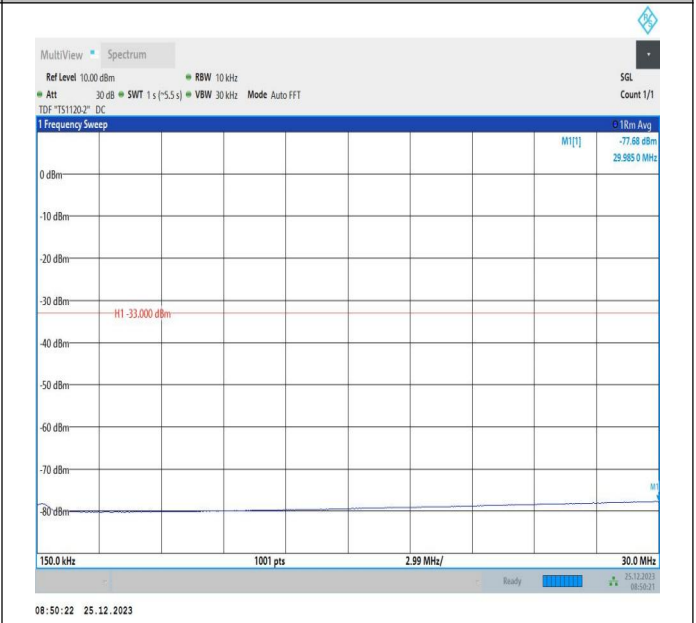 R S
MultiView Spectrum
Ref Level 10.00 dBm RBW 10 kHz SGL
Att 30 dB SWT 1 s (~5.5 s) VBW 30 kHz Mode Auto FFT Count 1/1
TDF "TS1120-2" DC
1 Frequency Sweep 1Rm Avg
M1[1] -77.68 dBm
29.985 0 MHz
0 dBm
-10 dBm
-20 dBm
-30 dBm
H1 -33.000 dBm
-40 dBm
-50 dBm
-60 dBm
-70 dBm
M1
-80 dBm
150.0 kHz 1001 pts 2.99 MHz/ 30.0 MHz
Ready 25.12.2023
08:50:21
08:50:22 25.12.2023